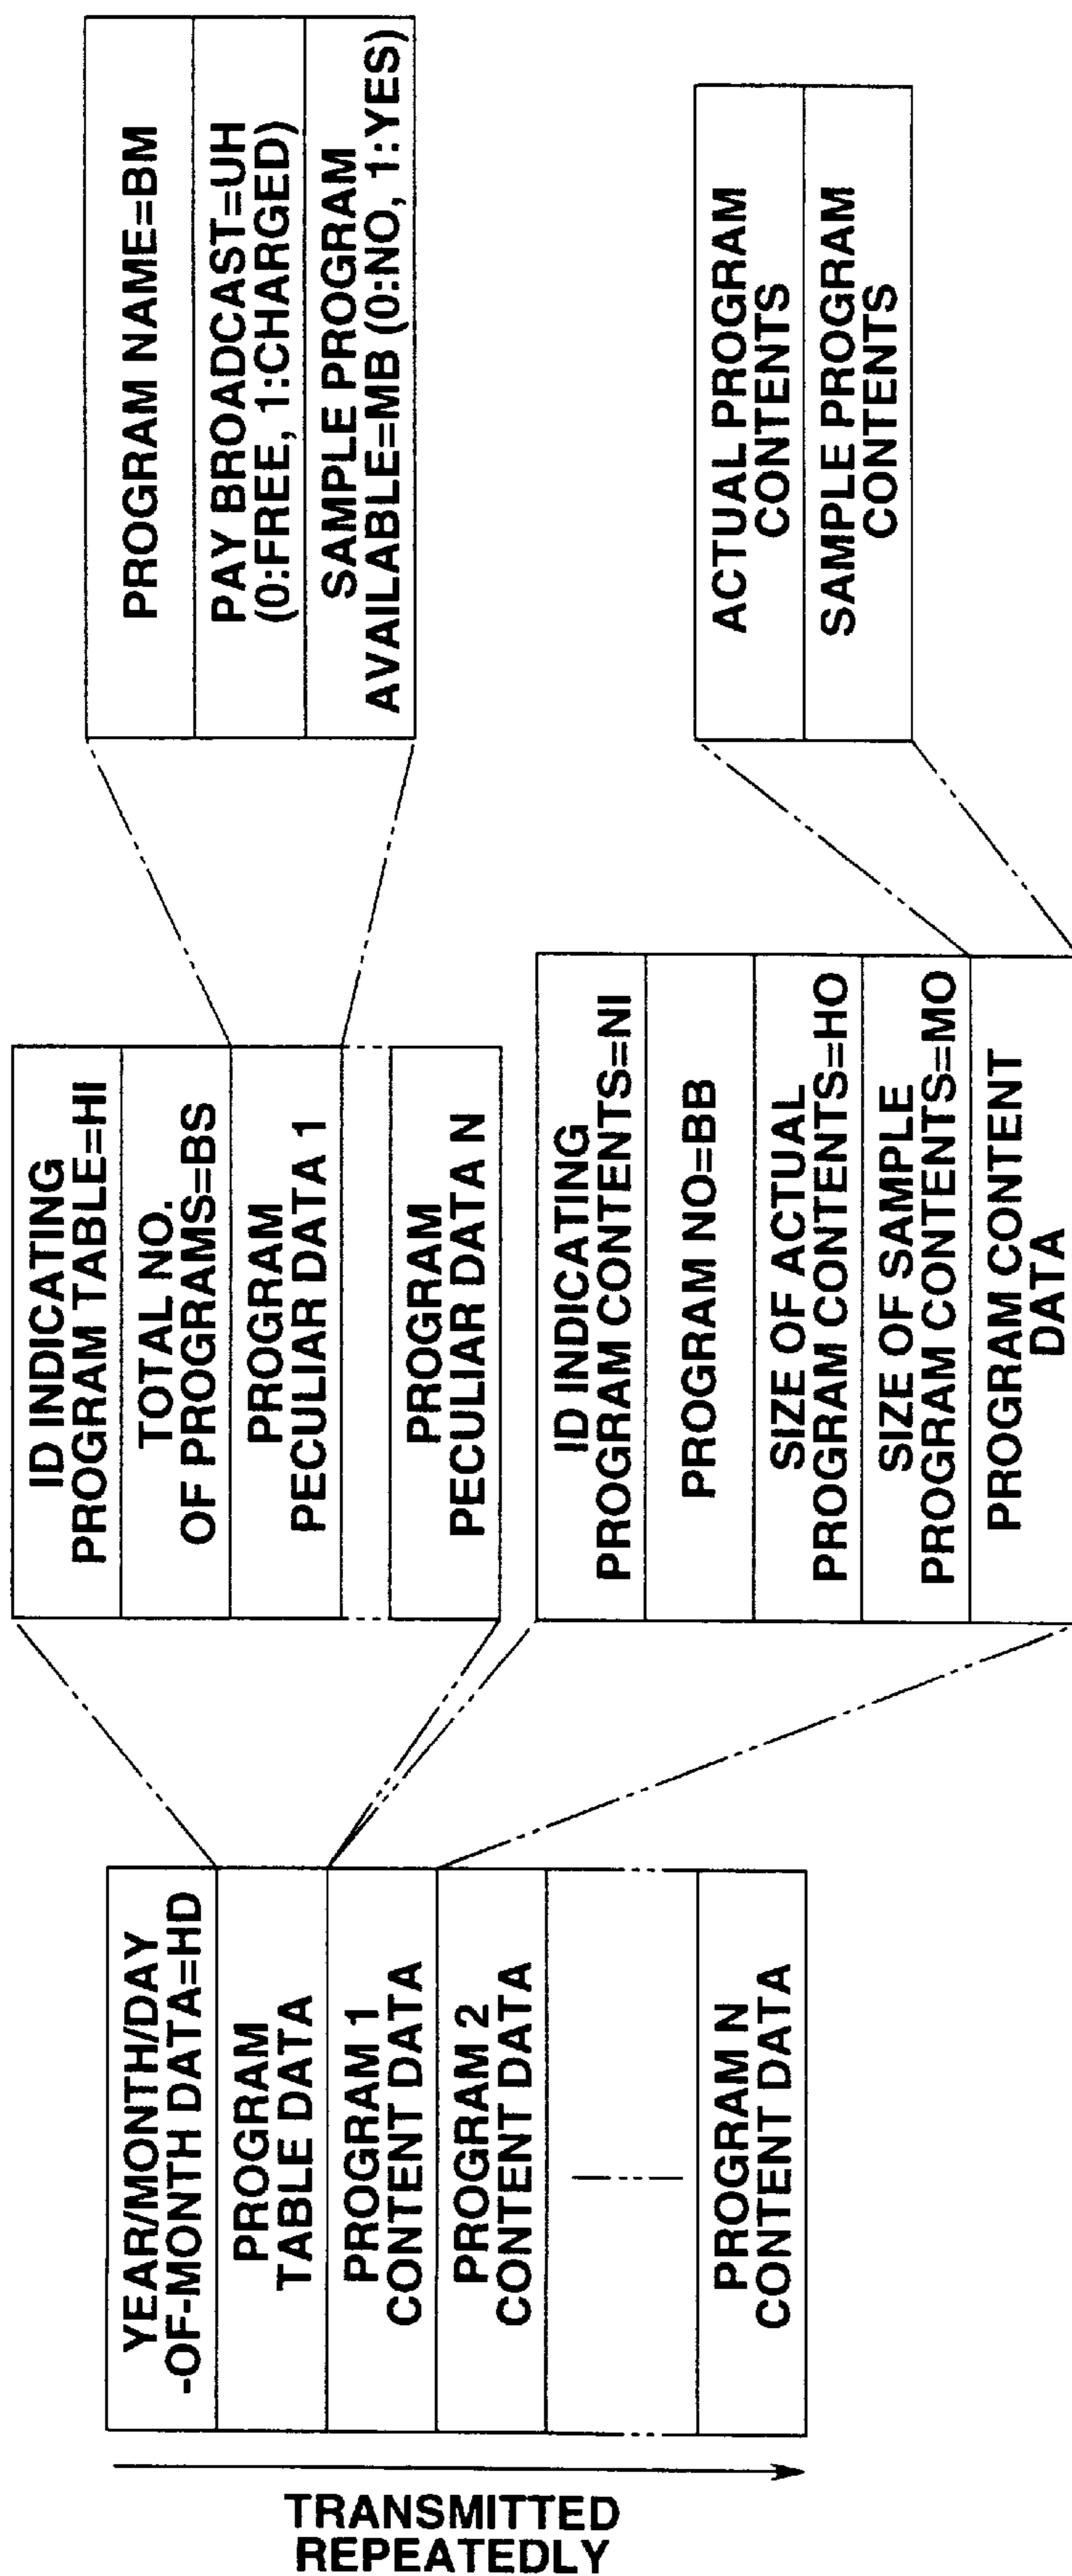 YEAR/MONTH/DAY
-OF-MONTH DATA=HD
PROGRAM
TABLE DATA
PROGRAM 1
CONTENT DATA
PROGRAM 2
CONTENT DATA
PROGRAM N
CONTENT DATA
TRANSMITTED
REPEATEDLY
ID INDICATING
PROGRAM TABLE=HI
TOTAL NO.
OF PROGRAMS=BS
PROGRAM
PECULIAR DATA 1
PROGRAM
PECULIAR DATA N
ID INDICATING
PROGRAM CONTENTS=NI
PROGRAM NO=BB
SIZE OF ACTUAL
PROGRAM CONTENTS=HO
SIZE OF SAMPLE
PROGRAM CONTENTS=MO
PROGRAM CONTENT
DATA
PROGRAM NAME=BM
PAY BROADCAST=UH
(0:FREE, 1:CHARGED)
SAMPLE PROGRAM
AVAILABLE=MB (0:NO, 1:YES)
ACTUAL PROGRAM
CONTENTS
SAMPLE PROGRAM
CONTENTS